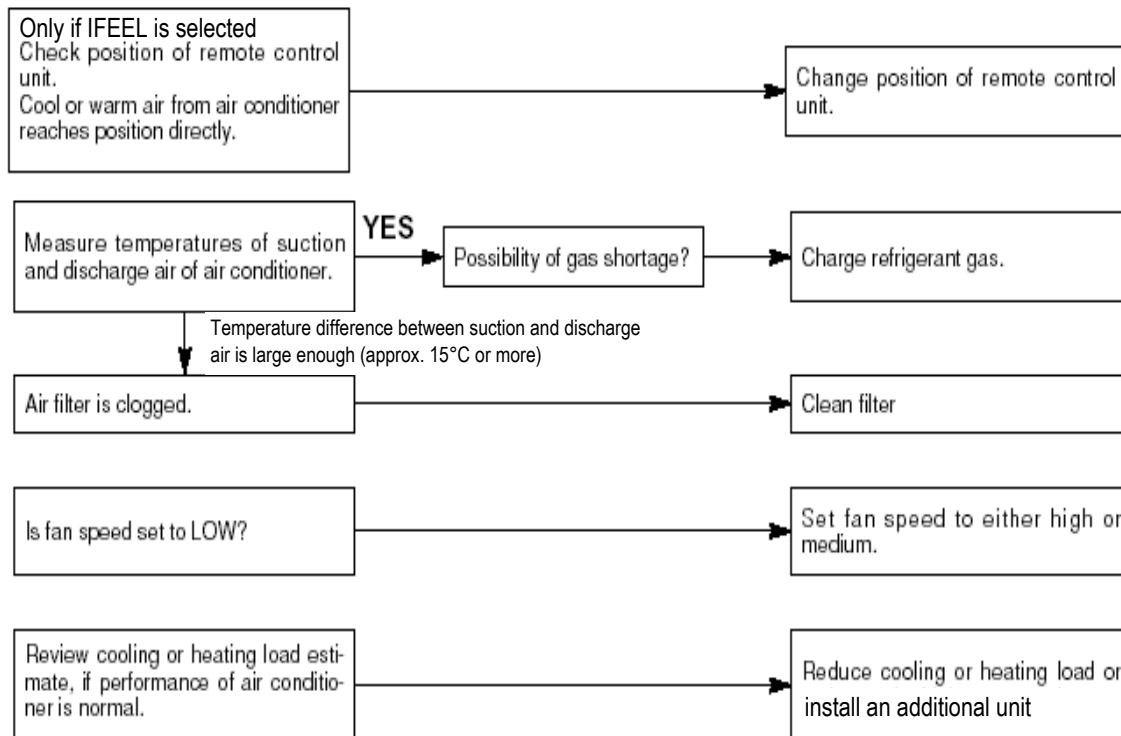 Only if IFEEL is selected
Check position of remote control
unit.
Cool or warm air from air conditioner
reaches position directly.
Change position of remote control
unit.
Measure temperatures of suction
and discharge air of air conditioner.
YES
Possibility of gas shortage?
Charge refrigerant gas.
Temperature difference between suction and discharge
air is large enough (approx. 15°C or more)
Air filter is clogged.
Clean filter
Is fan speed set to LOW?
Set fan speed to either high or
medium.
Review cooling or heating load esti-
mate, if performance of air conditio-
ner is normal.
Reduce cooling or heating load or
install an additional unit